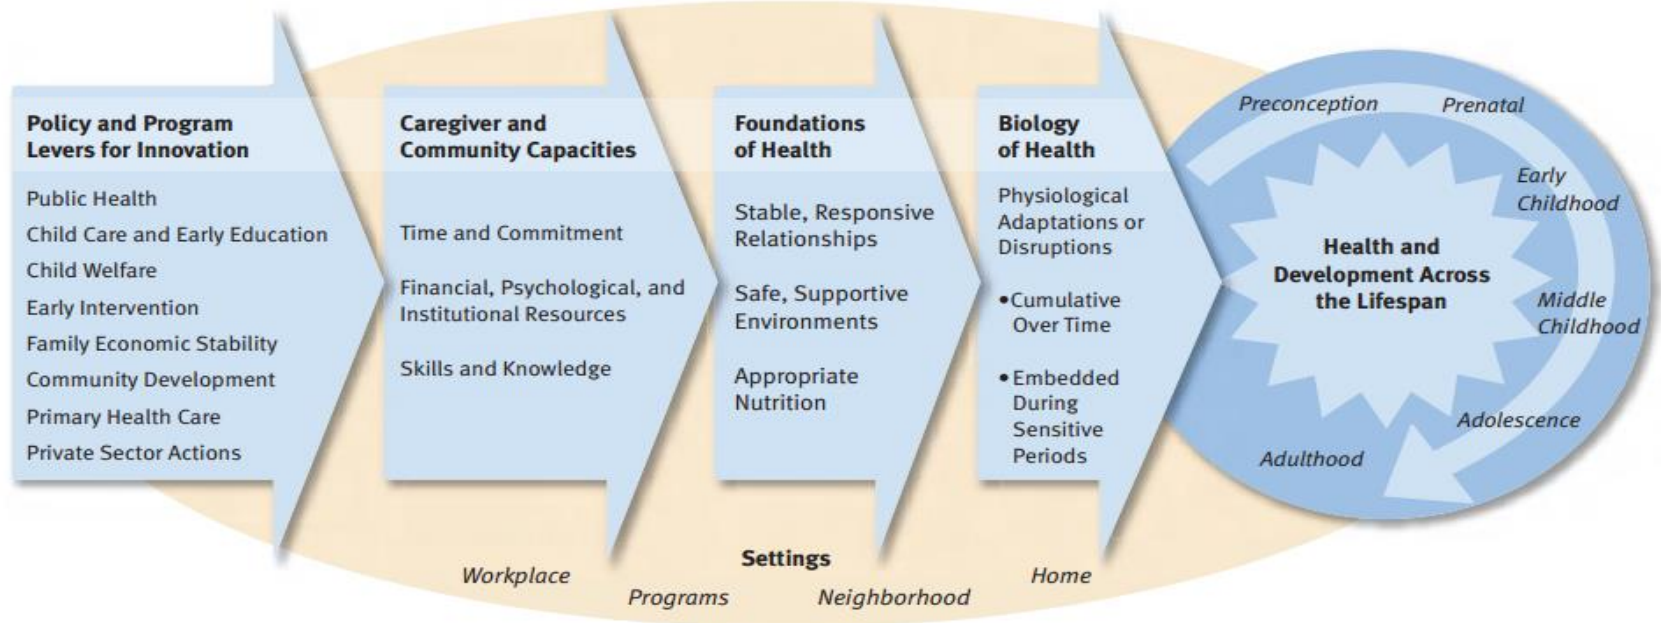 Policy and Program
Levers for Innovation
Public Health
Child Care and Early Education
Child Welfare
Early Intervention
Family Economic Stability
Community Development
Primary Health Care
Private Sector Actions
Caregiver and
Community Capacities
Time and Commitment
Financial, Psychological, and
Institutional Resources
Skills and Knowledge
Foundations
of Health
Stable, Responsive
Relationships
Safe, Supportive
Environments
Appropriate
Nutrition
Biology
of Health
Physiological
Adaptations or
Disruptions
•Cumulative
Over Time
•Embedded
During
Sensitive
Periods
Preconception
Prenatal
Early
Childhood
Middle
Childhood
Adolescence
Adulthood
Health and
Development Across
the Lifespan
Settings
Workplace
Programs
Neighborhood
Home